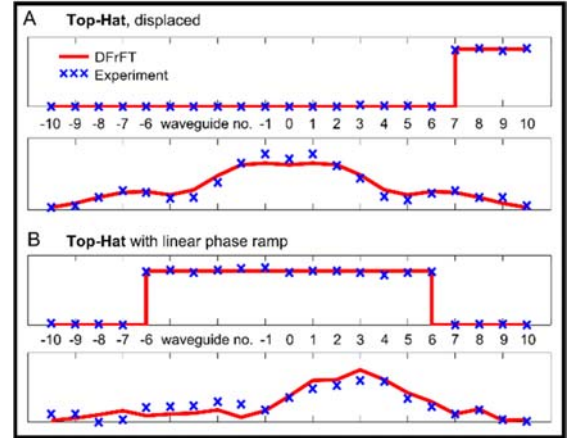 A Top-Hat, displaced
DFrFT
××× Experiment
-10 -9 -8 -7 -6 waveguide no. -1 0 1 2 3 4 5 6 7 8 9 10
B Top-Hat with linear phase ramp
-10 -9 -8 -7 -6 waveguide no. -1 0 1 2 3 4 5 6 7 8 9 10